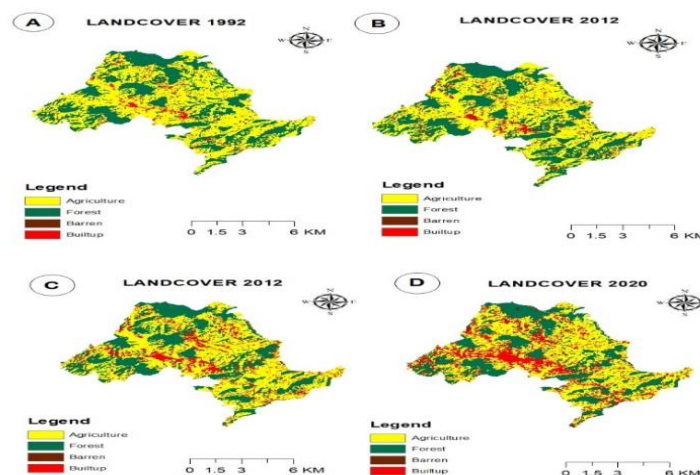 A LANDCOVER 1992
N
W E
S
Legend
Agriculture
Forest
Barren
Builtup
0 1.5 3 6 KM
B LANDCOVER 2012
N
W E
S
Legend
Agriculture
Forest
Barren
Builtup
0 1.5 3 6 KM
C LANDCOVER 2012
N
W E
S
Legend
Agriculture
Forest
Barren
Builtup
0 1.5 3 6 KM
D LANDCOVER 2020
N
W E
S
Legend
Agriculture
Forest
Barren
Builtup
0 1.5 3 6 KM